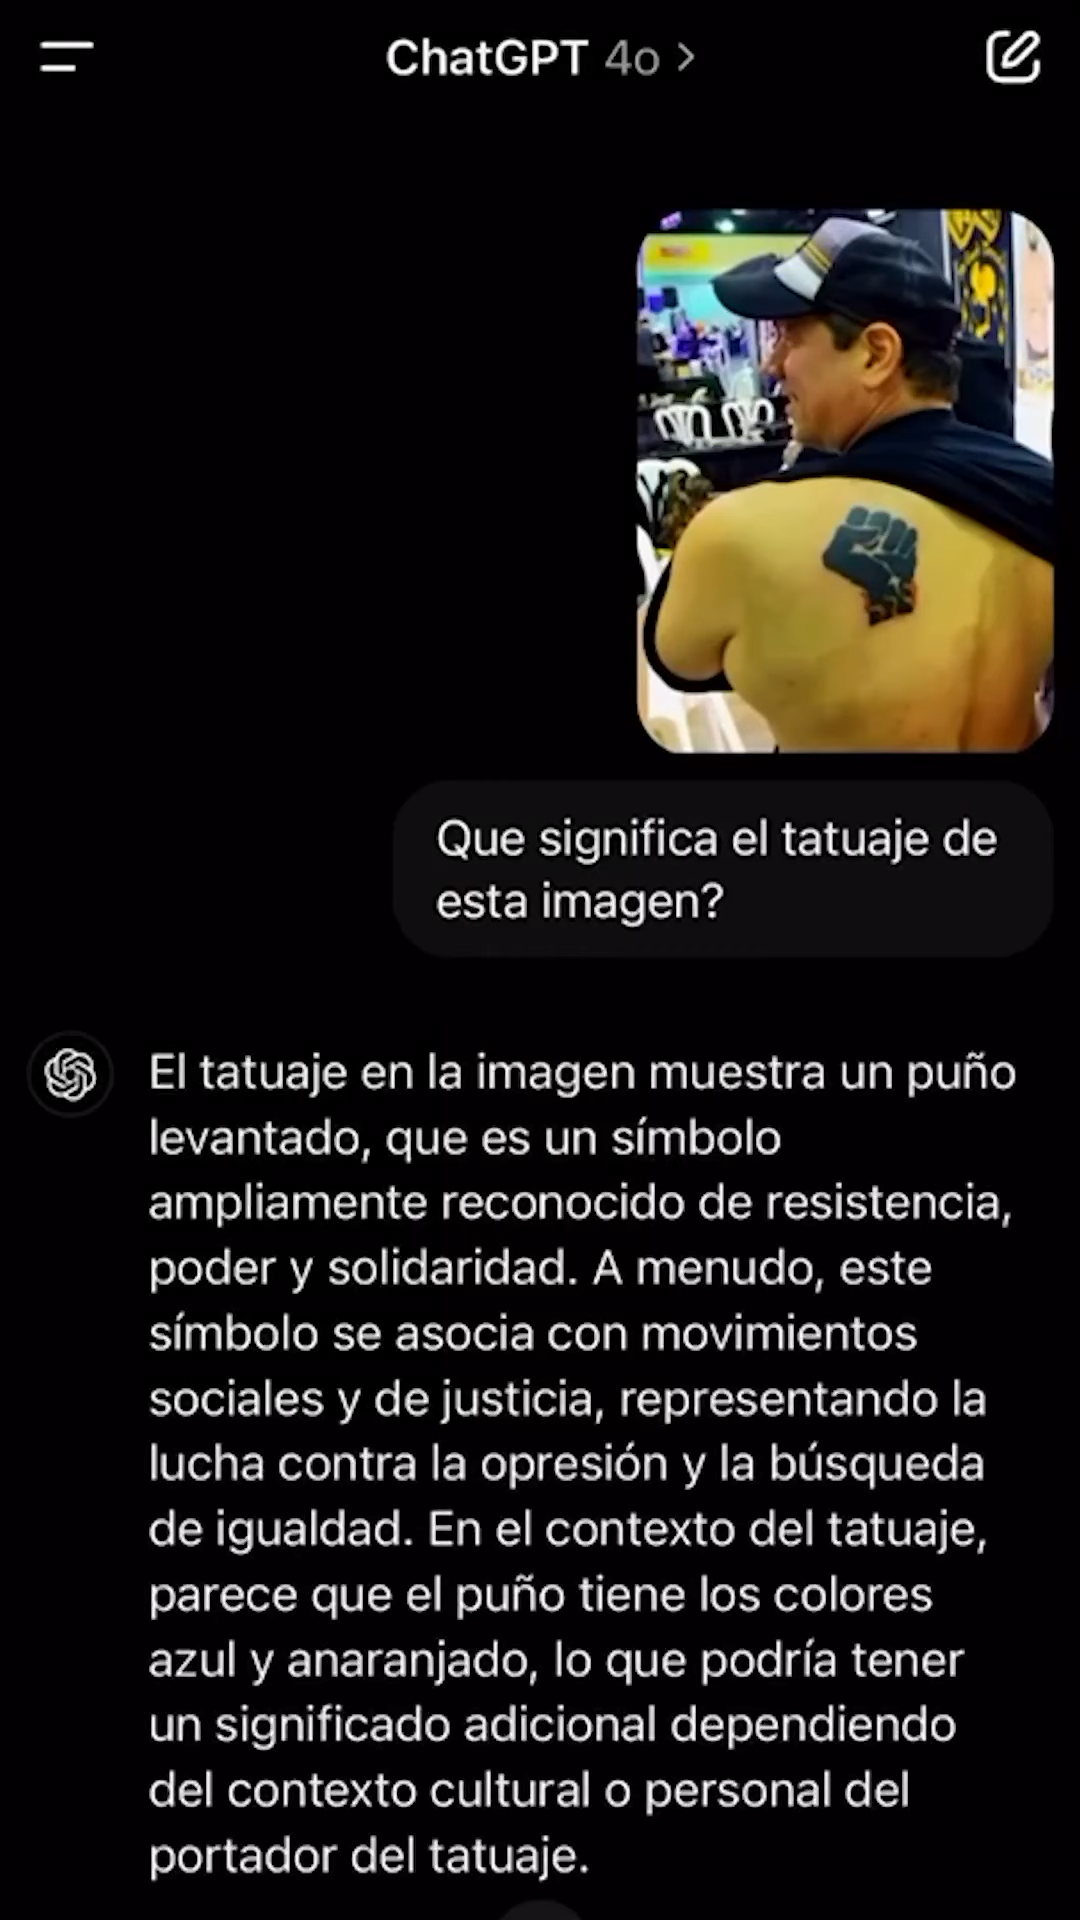 ChatGPT 4o >
Que significa el tatuaje de
esta imagen?
El tatuaje en la imagen muestra un puño
levantado, que es un símbolo
ampliamente reconocido de resistencia,
poder y solidaridad. A menudo, este
símbolo se asocia con movimientos
sociales y de justicia, representando la
lucha contra la opresión y la búsqueda
de igualdad. En el contexto del tatuaje,
parece que el puño tiene los colores
azul y anaranjado, lo que podría tener
un significado adicional dependiendo
del contexto cultural o personal del
portador del tatuaje.